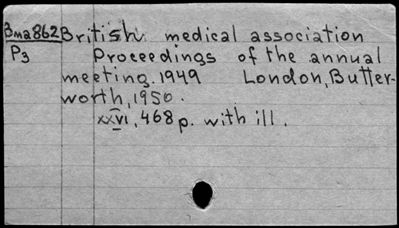 Bma862 British medical association
P3 Proceedings of the annual
meeting, 1949 London, Butter-
worth, 1950.
xxvi, 468 p. with ill.